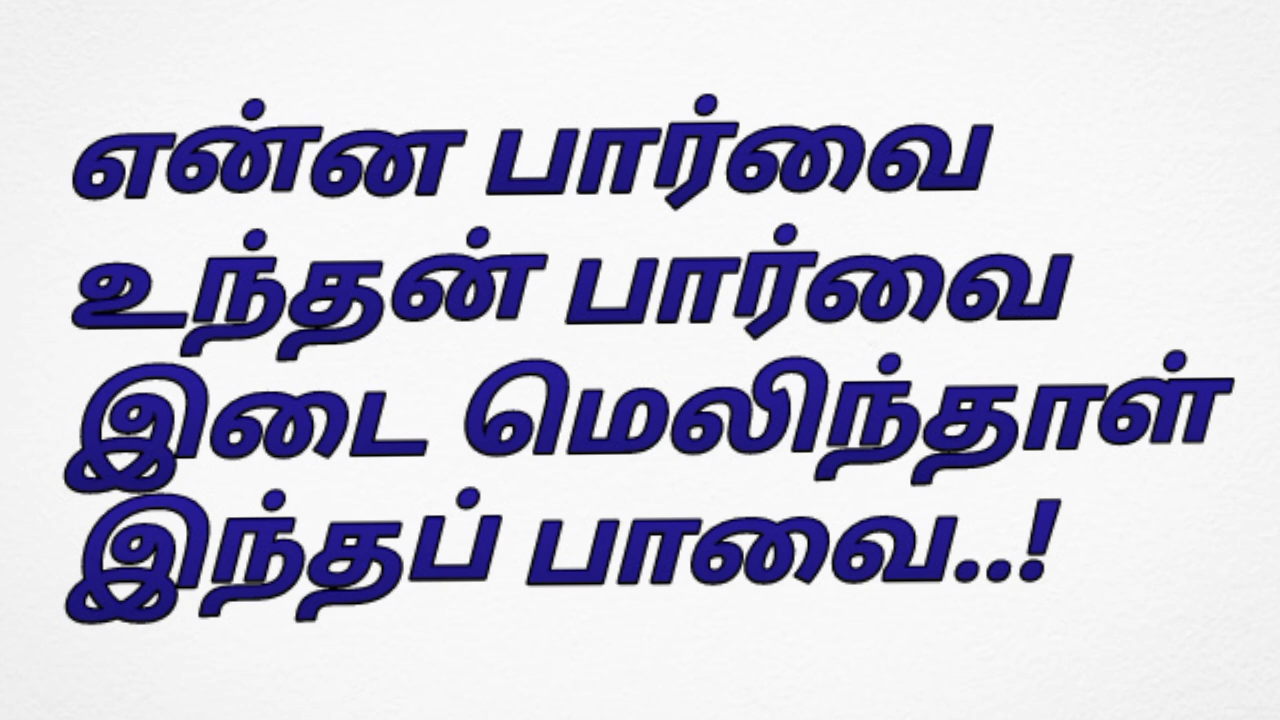 என்ன பார்வை
உந்தன் பார்வை
இடை மெலிந்தாள்
இந்தப் பாவை..!